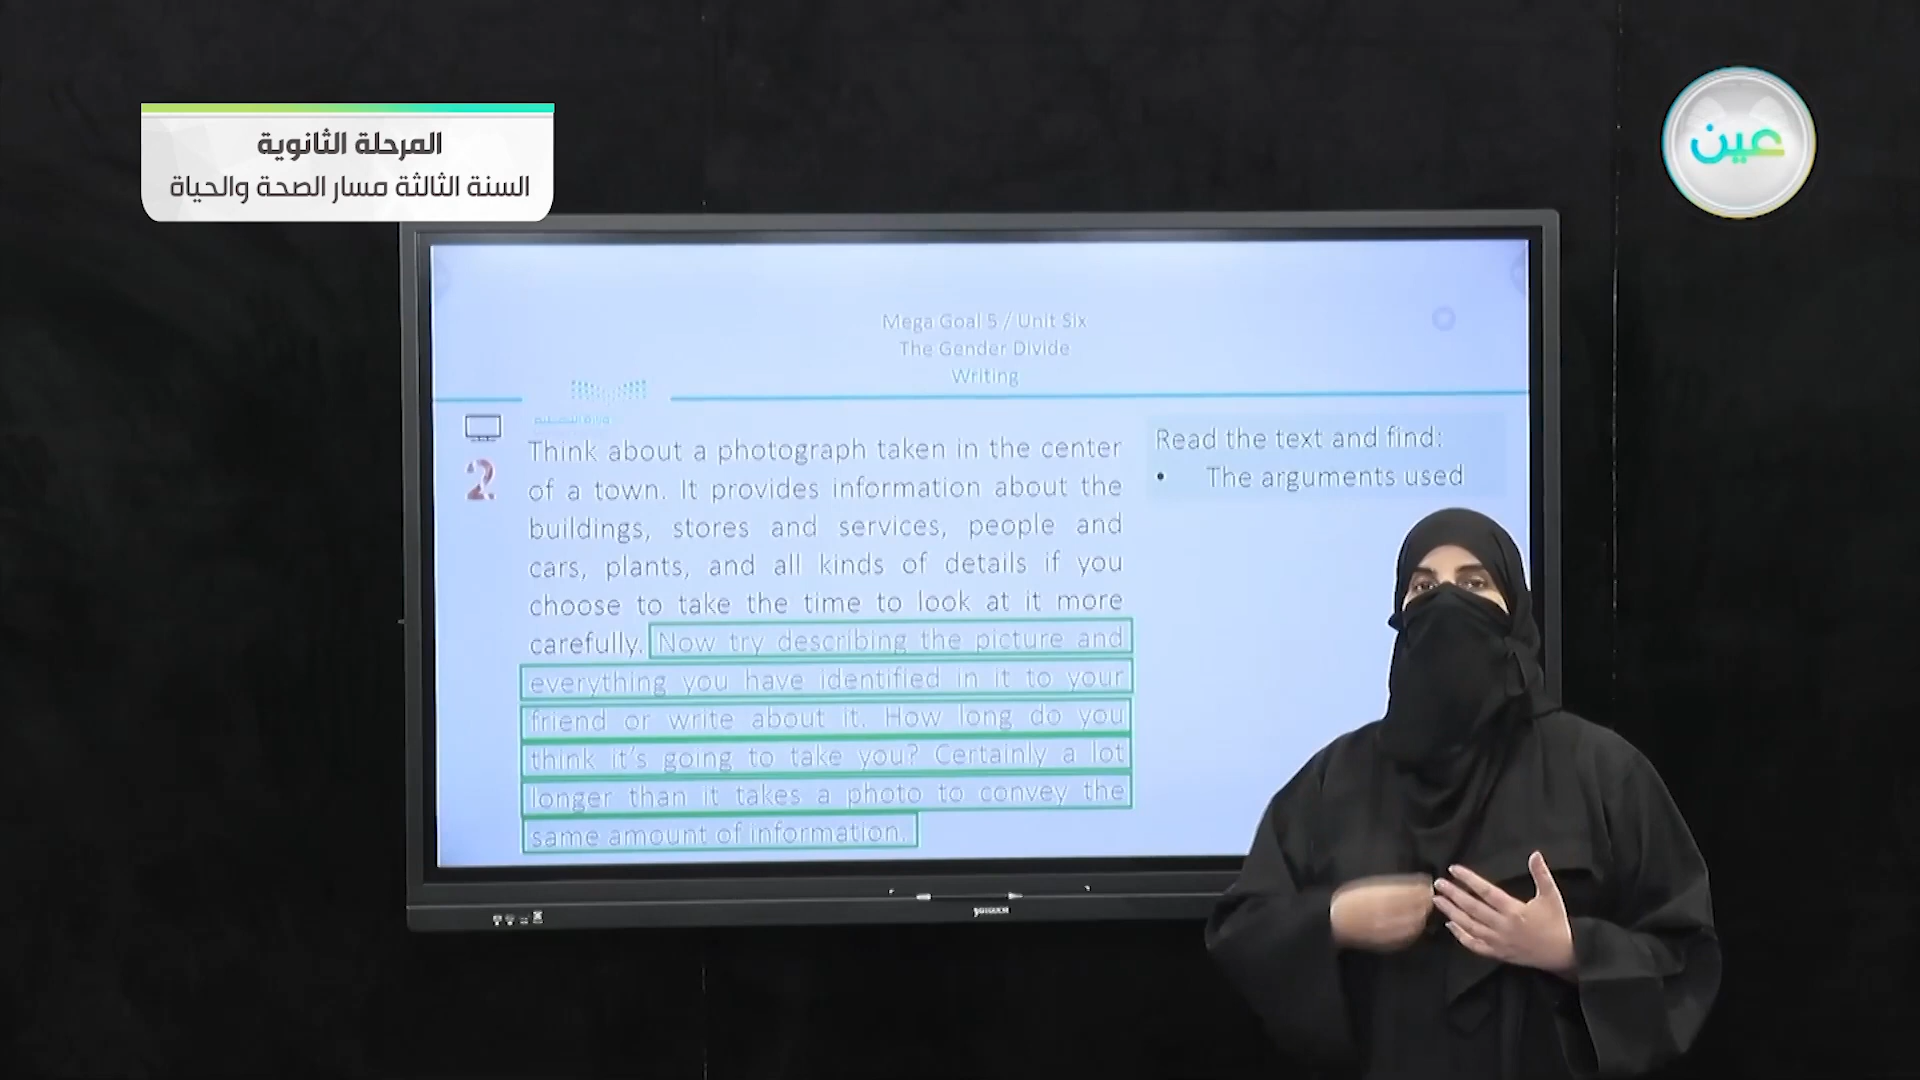 المرحلة الثانوية
السنة الثالثة مسار الصحة والحياة
عين
Mega Goal 5 / Unit Six
The Gender Divide
Writing
وزارة التعليم
2
Think about a photograph taken in the center
of a town. It provides information about the
buildings, stores and services, people and
cars, plants, and all kinds of details if you
choose to take the time to look at it more
carefully. Now try describing the picture and
everything you have identified in it to your
friend or write about it. How long do you
think it's going to take you? Certainly a lot
longer than it takes a photo to convey the
same amount of information.
Read the text and find:
• The arguments used